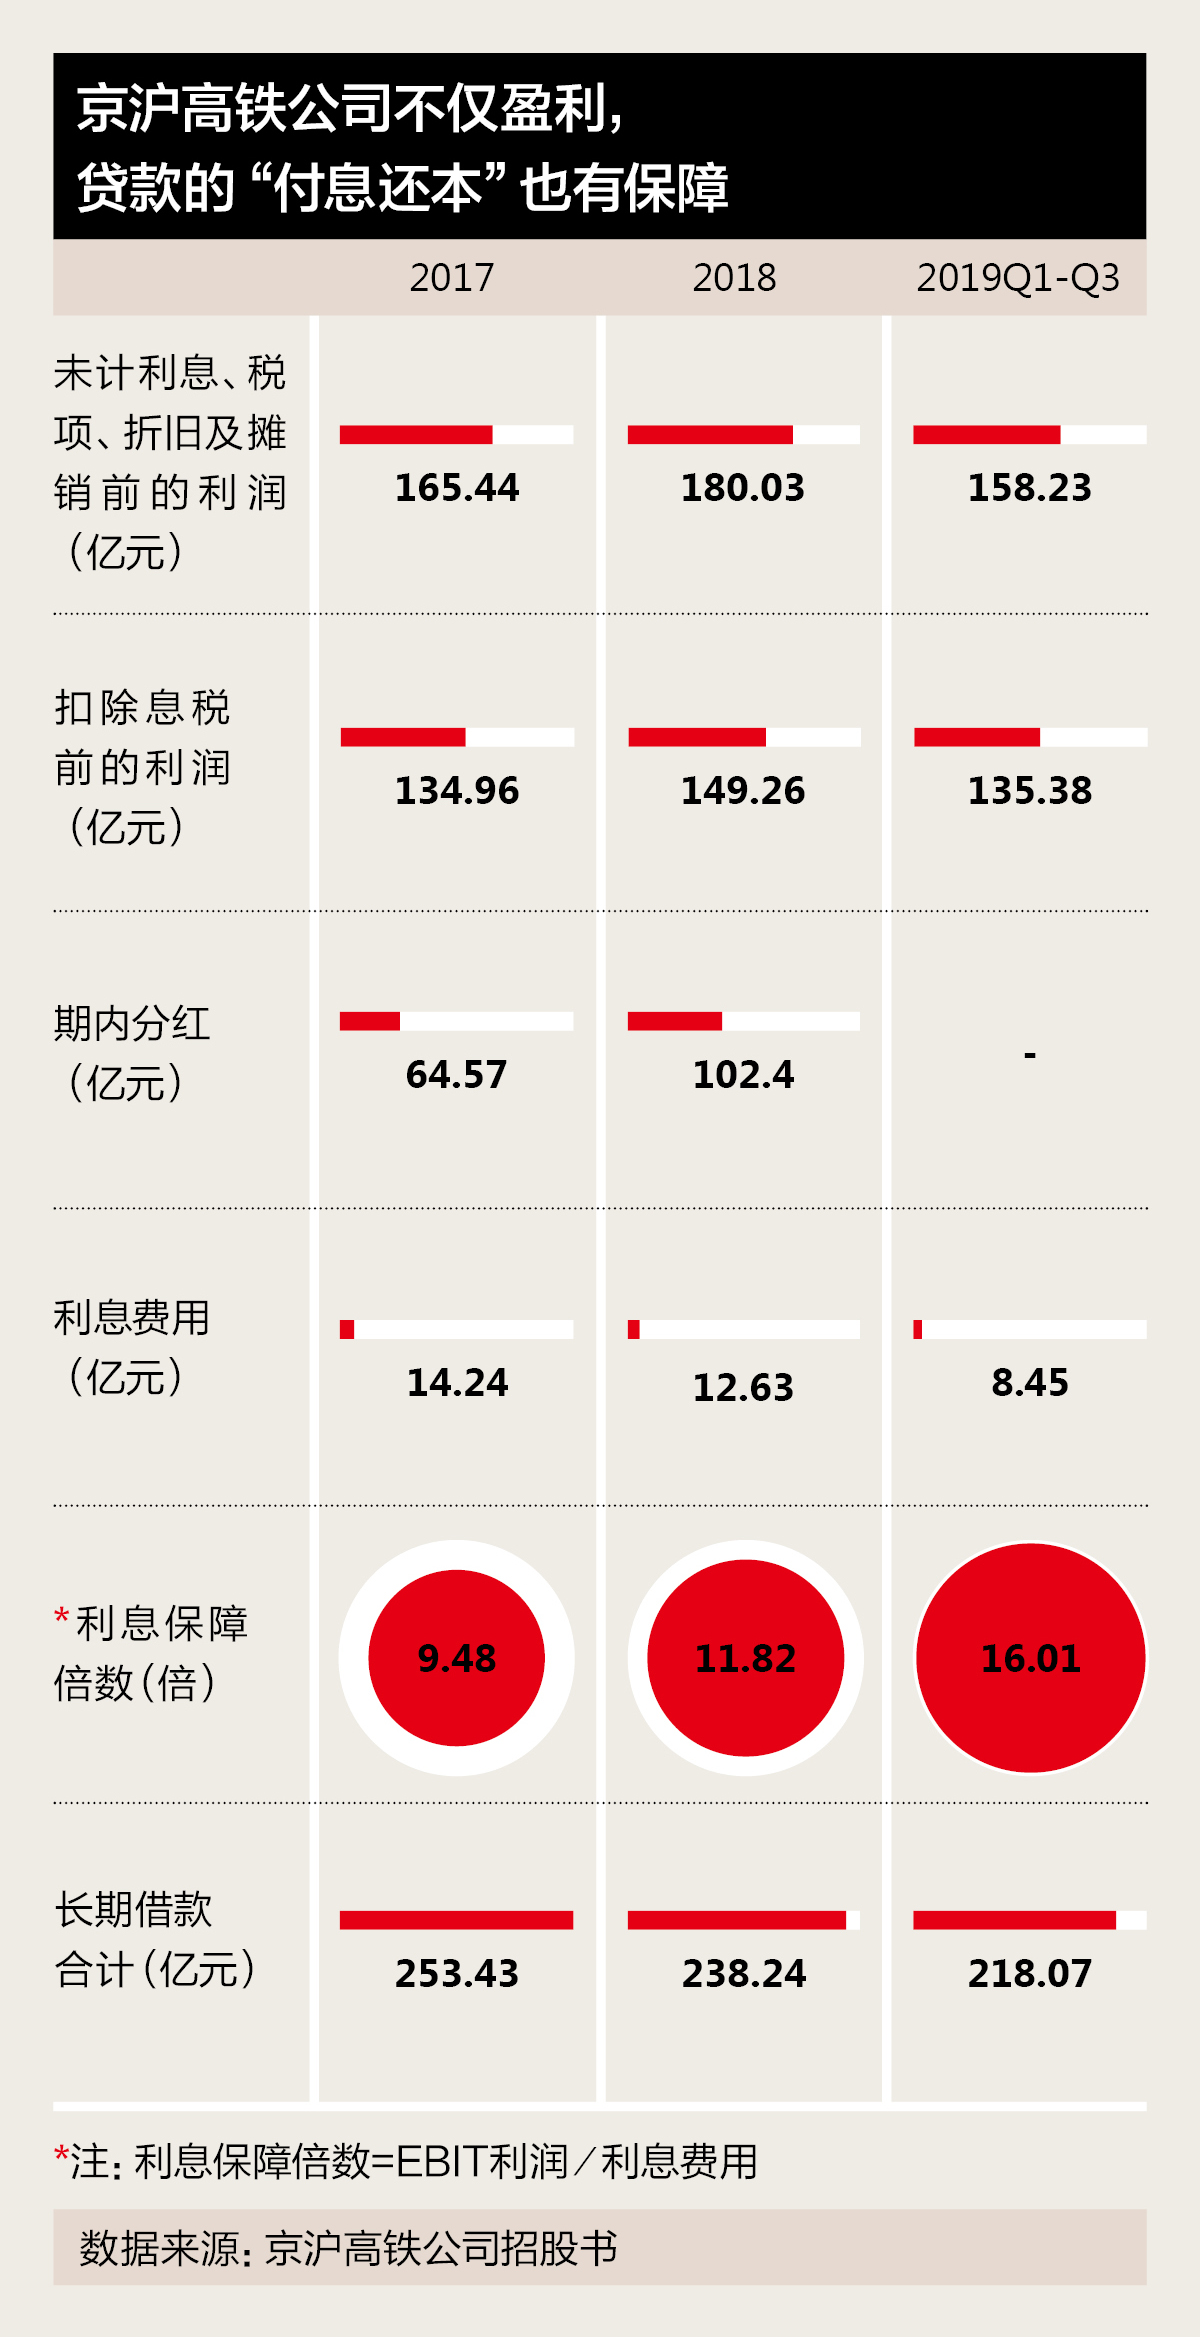 京沪高铁公司不仅盈利，
贷款的“付息还本”也有保障
2017 2018 2019Q1-Q3
未计利息、税
项、折旧及摊
销前的利润
（亿元）
165.44 180.03 158.23
扣除息税
前的利润
（亿元）
134.96 149.26 135.38
期内分红
（亿元）
64.57 102.4 -
利息费用
（亿元）
14.24 12.63 8.45
*利息保障
倍数（倍）
9.48 11.82 16.01
长期借款
合计（亿元）
253.43 238.24 218.07
*注：利息保障倍数=EBIT利润／利息费用
数据来源：京沪高铁公司招股书